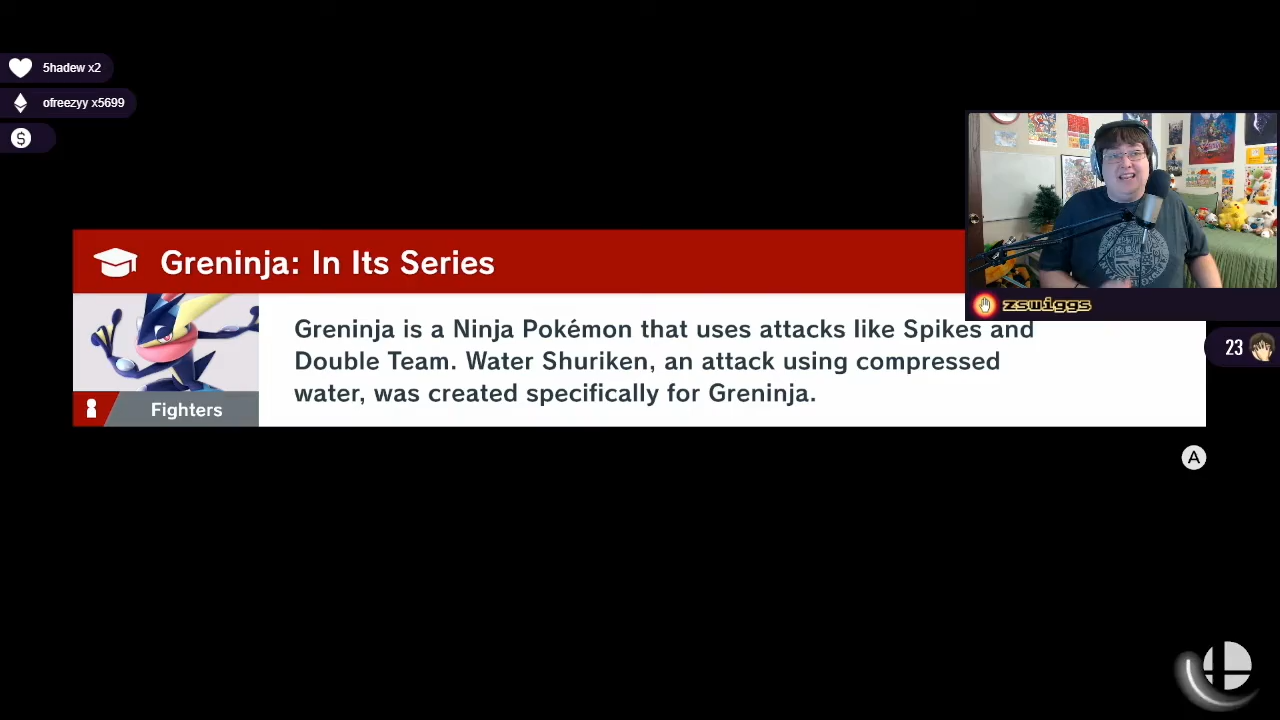 5hadew x2
ofreezyy x5699
$
Greninja: In Its Series
Greninja is a Ninja Pokémon that uses attacks like Spikes and
Double Team. Water Shuriken, an attack using compressed
water, was created specifically for Greninja.
Fighters
zswiggs
23
A